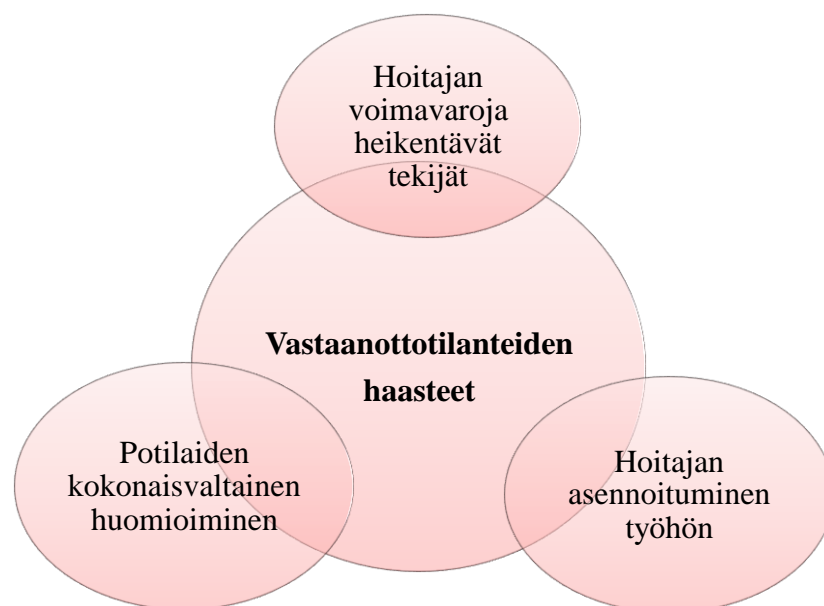 Hoitajan
voimavaroja
heikentävät
tekijät
Vastaanottotilanteiden
haasteet
Potilaiden
kokonaisvaltainen
huomioiminen
Hoitajan
asennoituminen
työhön